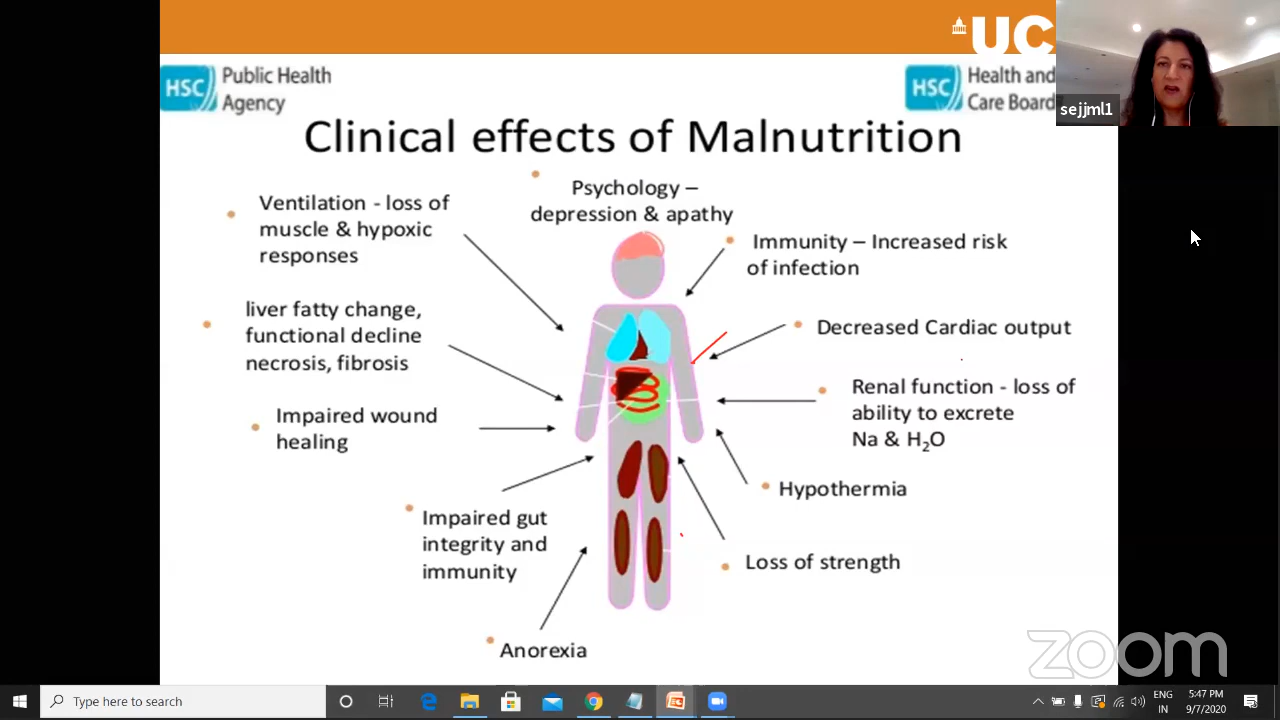 UC
sejjml1
HSC Public Health
Agency
HSC Health and
Care Board
Clinical effects of Malnutrition
Psychology –
depression & apathy
Ventilation - loss of
muscle & hypoxic
responses
Immunity – Increased risk
of infection
liver fatty change,
functional decline
necrosis, fibrosis
Decreased Cardiac output
Renal function - loss of
ability to excrete
Na & H₂O
Impaired wound
healing
Hypothermia
Impaired gut
integrity and
immunity
Loss of strength
Anorexia
zoom
Type here to search
ENG
IN
5:47 PM
9/7/2020